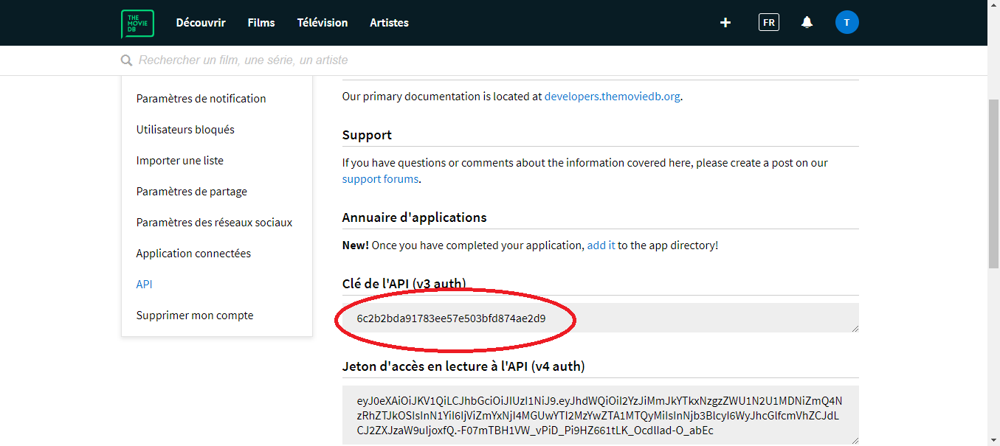 THE
MOVIE
DB
Découvrir Films Télévision Artistes
FR
T
Rechercher un film, une série, un artiste
Paramètres de notification
Utilisateurs bloqués
Importer une liste
Paramètres de partage
Paramètres des réseaux sociaux
Application connectées
API
Supprimer mon compte
Our primary documentation is located at developers.themoviedb.org.
Support
If you have questions or comments about the information covered here, please create a post on our
support forums.
Annuaire d'applications
New! Once you have completed your application, add it to the app directory!
Clé de l'API (v3 auth)
6c2b2bda91783ee57e503bfd874ae2d9
Jeton d'accès en lecture à l'API (v4 auth)
eyJ0eXAiOiJKV1QiLCJhbGciOiJIUzI1NiJ9.eyJhdWQiOiI2YzJiMmJkYTkxNzgzZWU1N2U1MDNiZmQ4N
zRhZTJkOSIsInN1YiI6IjViZmYxNjI4MGUwYTI2MzYwZTA1MTQyMiIsInNjb3BlcyI6WyJhcGlfcmVhZCJdL
CJ2ZXJzaW9uIjoxfQ.-F07mTBH1VW_vPiD_Pi9HZ661tLK_OcdIIad-O_abEc